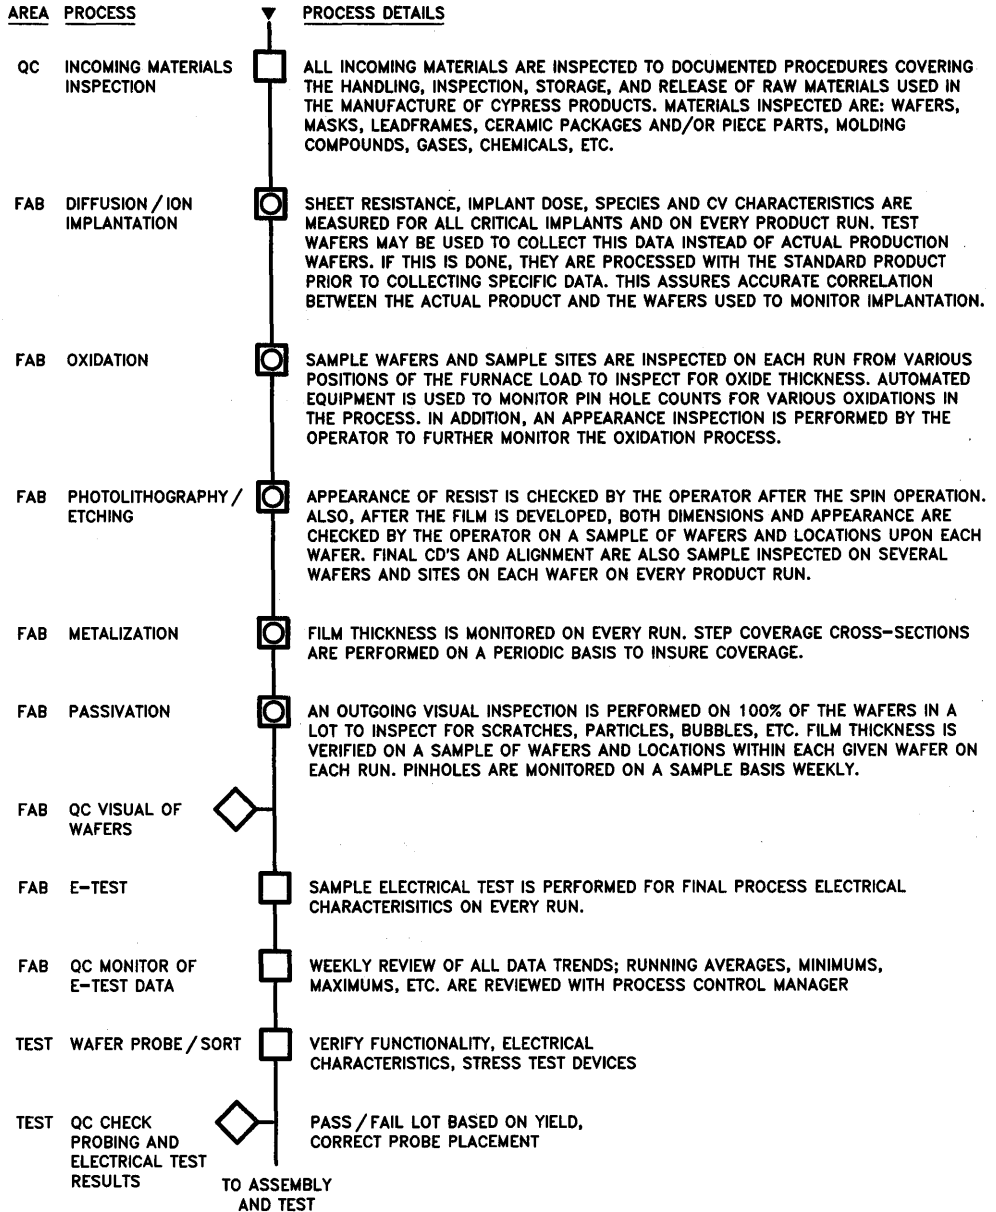 AREA PROCESS PROCESS DETAILS
QC INCOMING MATERIALS INSPECTION
ALL INCOMING MATERIALS ARE INSPECTED TO DOCUMENTED PROCEDURES COVERING
THE HANDLING, INSPECTION, STORAGE, AND RELEASE OF RAW MATERIALS USED IN
THE MANUFACTURE OF CYPRESS PRODUCTS. MATERIALS INSPECTED ARE: WAFERS,
MASKS, LEADFRAMES, CERAMIC PACKAGES AND/OR PIECE PARTS, MOLDING
COMPOUNDS, GASES, CHEMICALS, ETC.
FAB DIFFUSION / ION
IMPLANTATION
SHEET RESISTANCE, IMPLANT DOSE, SPECIES AND CV CHARACTERISTICS ARE
MEASURED FOR ALL CRITICAL IMPLANTS AND ON EVERY PRODUCT RUN. TEST
WAFERS MAY BE USED TO COLLECT THIS DATA INSTEAD OF ACTUAL PRODUCTION
WAFERS. IF THIS IS DONE, THEY ARE PROCESSED WITH THE STANDARD PRODUCT
PRIOR TO COLLECTING SPECIFIC DATA. THIS ASSURES ACCURATE CORRELATION
BETWEEN THE ACTUAL PRODUCT AND THE WAFERS USED TO MONITOR IMPLANTATION.
FAB OXIDATION
SAMPLE WAFERS AND SAMPLE SITES ARE INSPECTED ON EACH RUN FROM VARIOUS
POSITIONS OF THE FURNACE LOAD TO INSPECT FOR OXIDE THICKNESS. AUTOMATED
EQUIPMENT IS USED TO MONITOR PIN HOLE COUNTS FOR VARIOUS OXIDATIONS IN
THE PROCESS. IN ADDITION, AN APPEARANCE INSPECTION IS PERFORMED BY THE
OPERATOR TO FURTHER MONITOR THE OXIDATION PROCESS.
FAB PHOTOLITHOGRAPHY /
ETCHING
APPEARANCE OF RESIST IS CHECKED BY THE OPERATOR AFTER THE SPIN OPERATION.
ALSO, AFTER THE FILM IS DEVELOPED, BOTH DIMENSIONS AND APPEARANCE ARE
CHECKED BY THE OPERATOR ON A SAMPLE OF WAFERS AND LOCATIONS UPON EACH
WAFER. FINAL CD'S AND ALIGNMENT ARE ALSO SAMPLE INSPECTED ON SEVERAL
WAFERS AND SITES ON EACH WAFER ON EVERY PRODUCT RUN.
FAB METALIZATION
FILM THICKNESS IS MONITORED ON EVERY RUN. STEP COVERAGE CROSS-SECTIONS
ARE PERFORMED ON A PERIODIC BASIS TO INSURE COVERAGE.
FAB PASSIVATION
AN OUTGOING VISUAL INSPECTION IS PERFORMED ON 100% OF THE WAFERS IN A
LOT TO INSPECT FOR SCRATCHES, PARTICLES, BUBBLES, ETC. FILM THICKNESS IS
VERIFIED ON A SAMPLE OF WAFERS AND LOCATIONS WITHIN EACH GIVEN WAFER ON
EACH RUN. PINHOLES ARE MONITORED ON A SAMPLE BASIS WEEKLY.
FAB QC VISUAL OF
WAFERS
FAB E-TEST
SAMPLE ELECTRICAL TEST IS PERFORMED FOR FINAL PROCESS ELECTRICAL
CHARACTERISITICS ON EVERY RUN.
FAB QC MONITOR OF
E-TEST DATA
WEEKLY REVIEW OF ALL DATA TRENDS; RUNNING AVERAGES, MINIMUMS,
MAXIMUMS, ETC. ARE REVIEWED WITH PROCESS CONTROL MANAGER
TEST WAFER PROBE / SORT
VERIFY FUNCTIONALITY, ELECTRICAL
CHARACTERISTICS, STRESS TEST DEVICES
TEST QC CHECK
PROBING AND
ELECTRICAL TEST
RESULTS
PASS / FAIL LOT BASED ON YIELD,
CORRECT PROBE PLACEMENT
TO ASSEMBLY
AND TEST